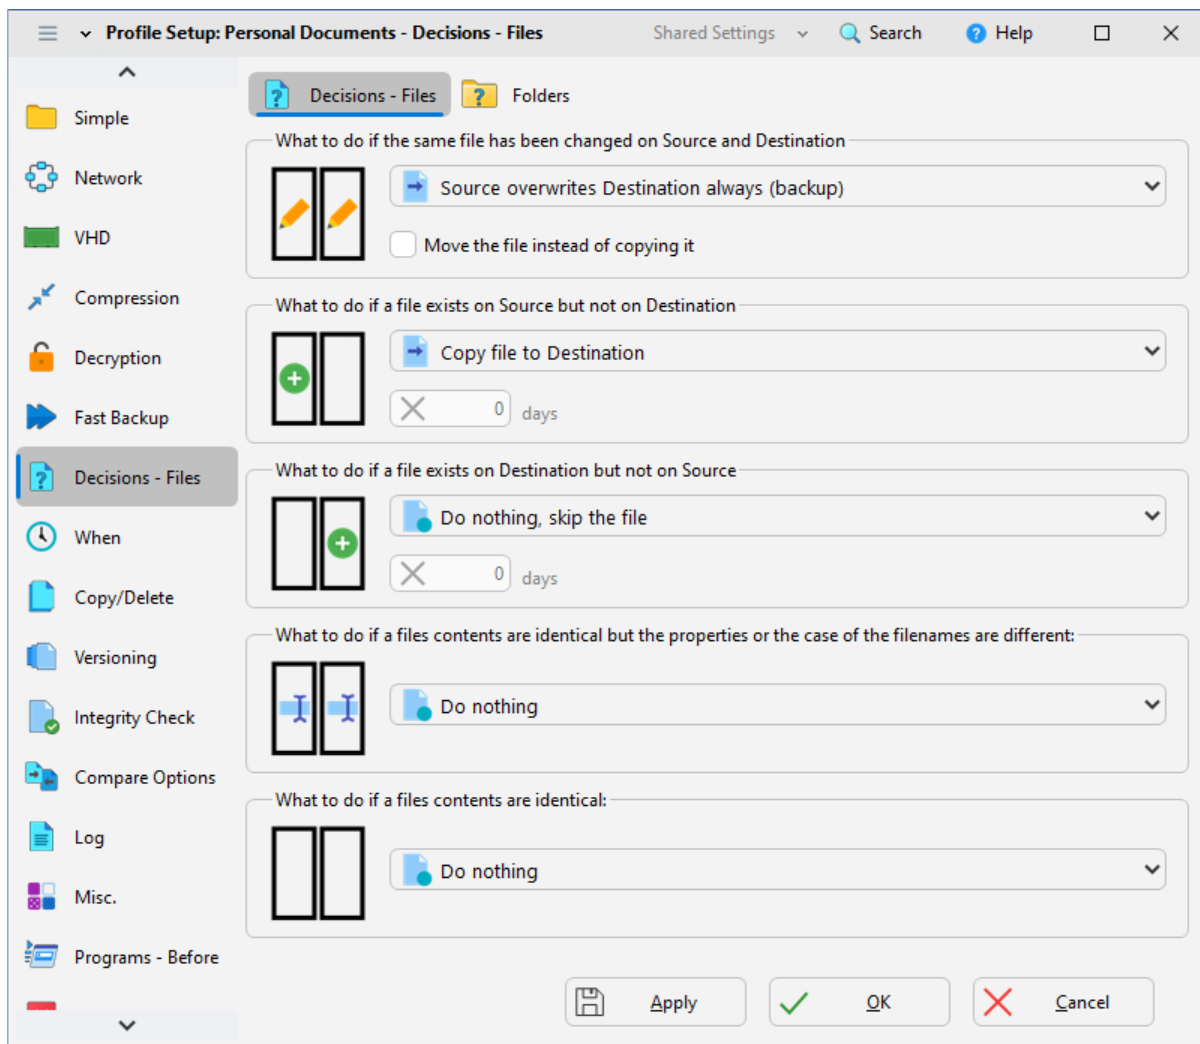 Profile Setup: Personal Documents - Decisions - Files
Shared Settings
Search
Help
Simple
Network
VHD
Compression
Decryption
Fast Backup
Decisions - Files
When
Copy/Delete
Versioning
Integrity Check
Compare Options
Log
Misc.
Programs - Before
Decisions - Files
Folders
What to do if the same file has been changed on Source and Destination
Source overwrites Destination always (backup)
Move the file instead of copying it
What to do if a file exists on Source but not on Destination
Copy file to Destination
0 days
What to do if a file exists on Destination but not on Source
Do nothing, skip the file
0 days
What to do if a files contents are identical but the properties or the case of the filenames are different:
Do nothing
What to do if a files contents are identical:
Do nothing
Apply
OK
Cancel